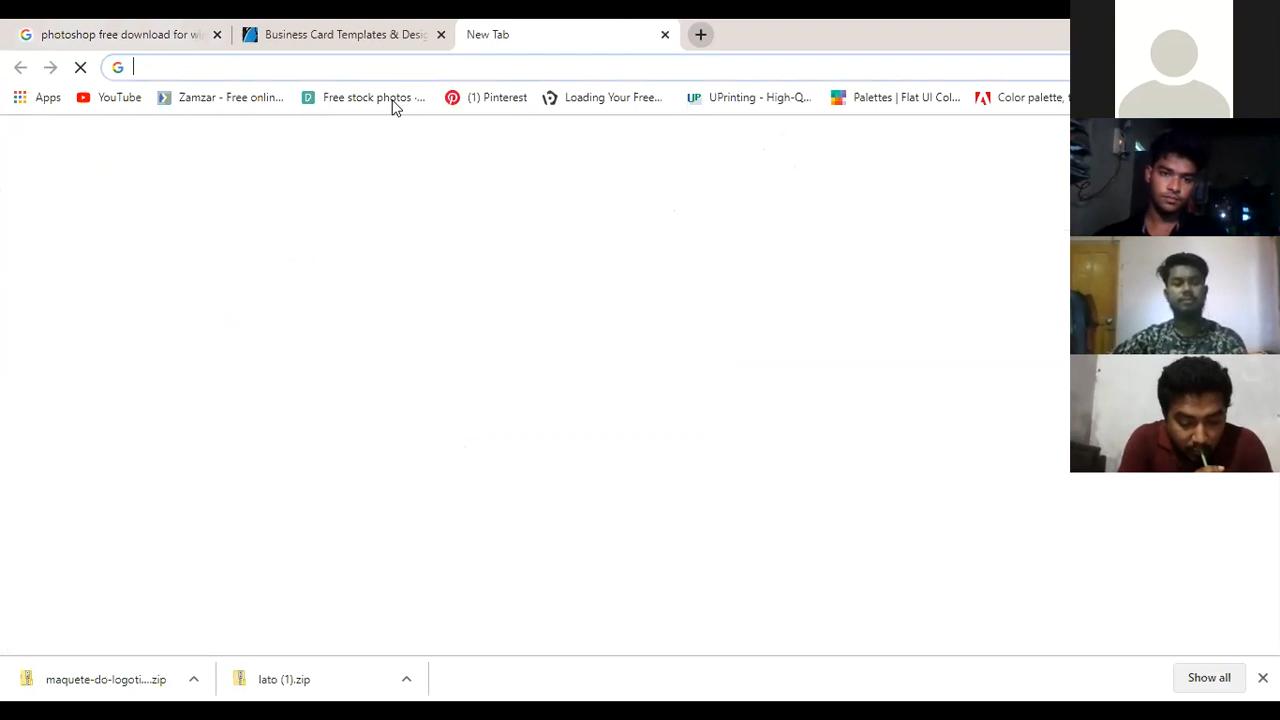 photoshop free download for wi
Business Card Templates & Desig
New Tab
Apps
YouTube
Zamzar - Free onlin...
Free stock photos ·...
(1) Pinterest
Loading Your Free...
UPrinting - High-Q...
Palettes | Flat UI Col...
Color palette, t
maquete-do-logoti....zip
lato (1).zip
Show all